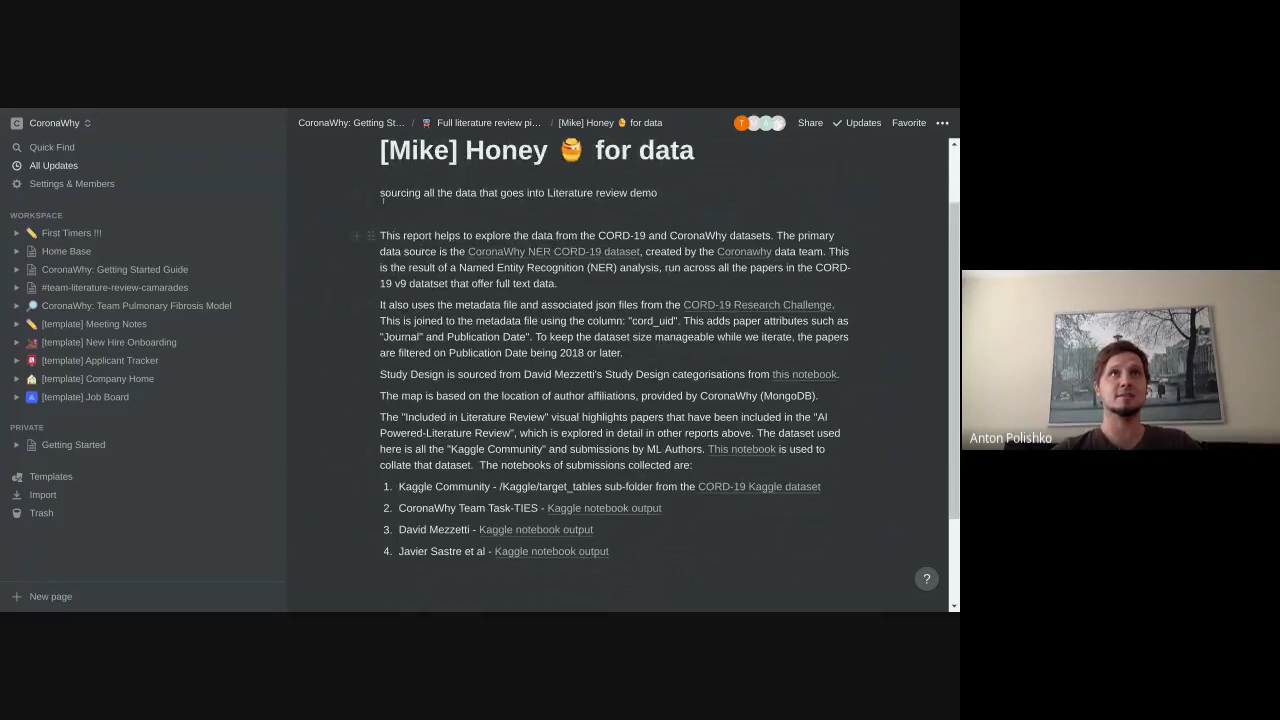 CoronaWhy
Quick Find
All Updates
Settings & Members
WORKSPACE
First Timers !!!
Home Base
CoronaWhy: Getting Started Guide
#team-literature-review-camarades
CoronaWhy: Team Pulmonary Fibrosis Model
[template] Meeting Notes
[template] New Hire Onboarding
[template] Applicant Tracker
[template] Company Home
[template] Job Board
PRIVATE
Getting Started
Templates
Import
Trash
New page
CoronaWhy: Getting St... / Full literature review pi... / [Mike] Honey 🍯 for data
Share Updates Favorite
[Mike] Honey 🍯 for data
sourcing all the data that goes into Literature review demo
This report helps to explore the data from the CORD-19 and CoronaWhy datasets. The primary
data source is the CoronaWhy NER CORD-19 dataset, created by the Coronawhy data team. This
is the result of a Named Entity Recognition (NER) analysis, run across all the papers in the CORD-
19 v9 datatset that offer full text data.
It also uses the metadata file and associated json files from the CORD-19 Research Challenge.
This is joined to the metadata file using the column: "cord_uid". This adds paper attributes such as
"Journal" and Publication Date". To keep the dataset size manageable while we iterate, the papers
are filtered on Publication Date being 2018 or later.
Study Design is sourced from David Mezzetti's Study Design categorisations from this notebook.
The map is based on the location of author affiliations, provided by CoronaWhy (MongoDB).
The "Included in Literature Review" visual highlights papers that have been included in the "AI
Powered-Literature Review", which is explored in detail in other reports above. The dataset used
here is all the "Kaggle Community" and submissions by ML Authors. This notebook is used to
collate that dataset.  The notebooks of submissions collected are:
1. Kaggle Community - /Kaggle/target_tables sub-folder from the CORD-19 Kaggle dataset
2. CoronaWhy Team Task-TIES - Kaggle notebook output
3. David Mezzetti - Kaggle notebook output
4. Javier Sastre et al - Kaggle notebook output
?
Anton Polishko